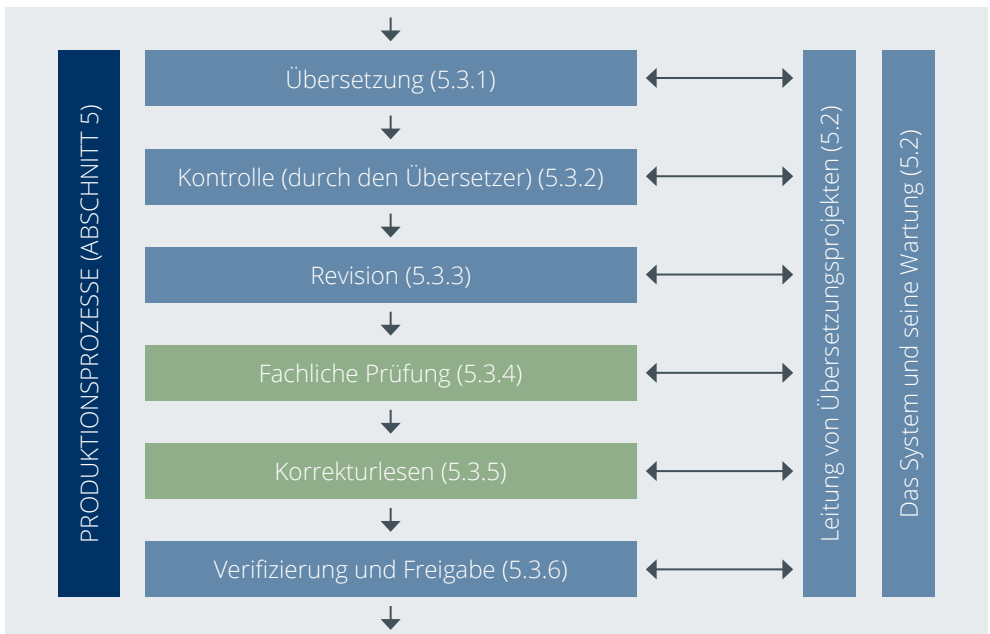 PRODUKTIONSPROZESSE (ABSCHNITT 5)
Übersetzung (5.3.1)
Kontrolle (durch den Übersetzer) (5.3.2)
Revision (5.3.3)
Fachliche Prüfung (5.3.4)
Korrekturlesen (5.3.5)
Verifizierung und Freigabe (5.3.6)
Leitung von Übersetzungsprojekten (5.2)
Das System und seine Wartung (5.2)